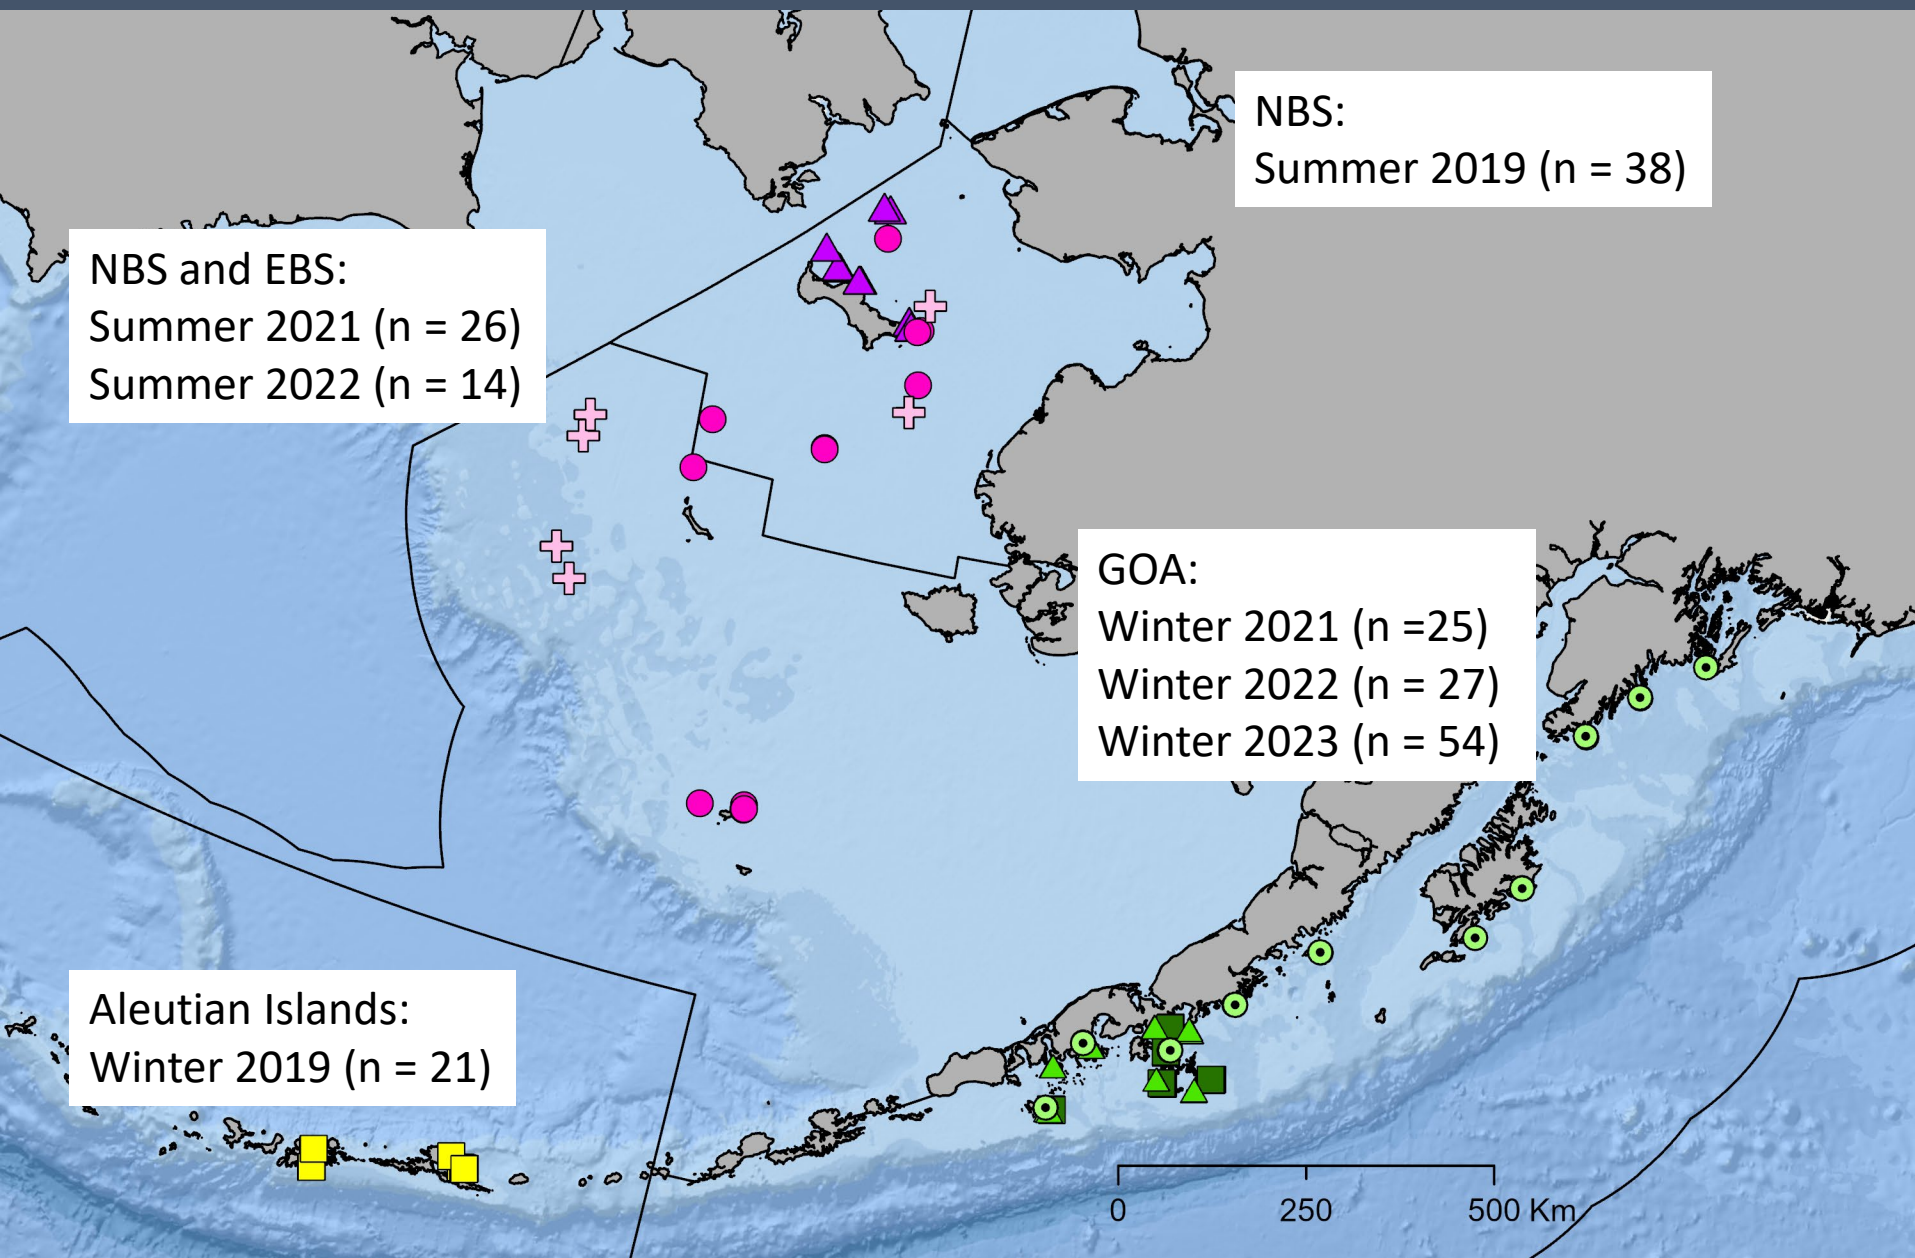 NBS:
Summer 2019 (n = 38)
NBS and EBS:
Summer 2021 (n = 26)
Summer 2022 (n = 14)
GOA:
Winter 2021 (n =25)
Winter 2022 (n = 27)
Winter 2023 (n = 54)
Aleutian Islands:
Winter 2019 (n = 21)
0 250 500 Km